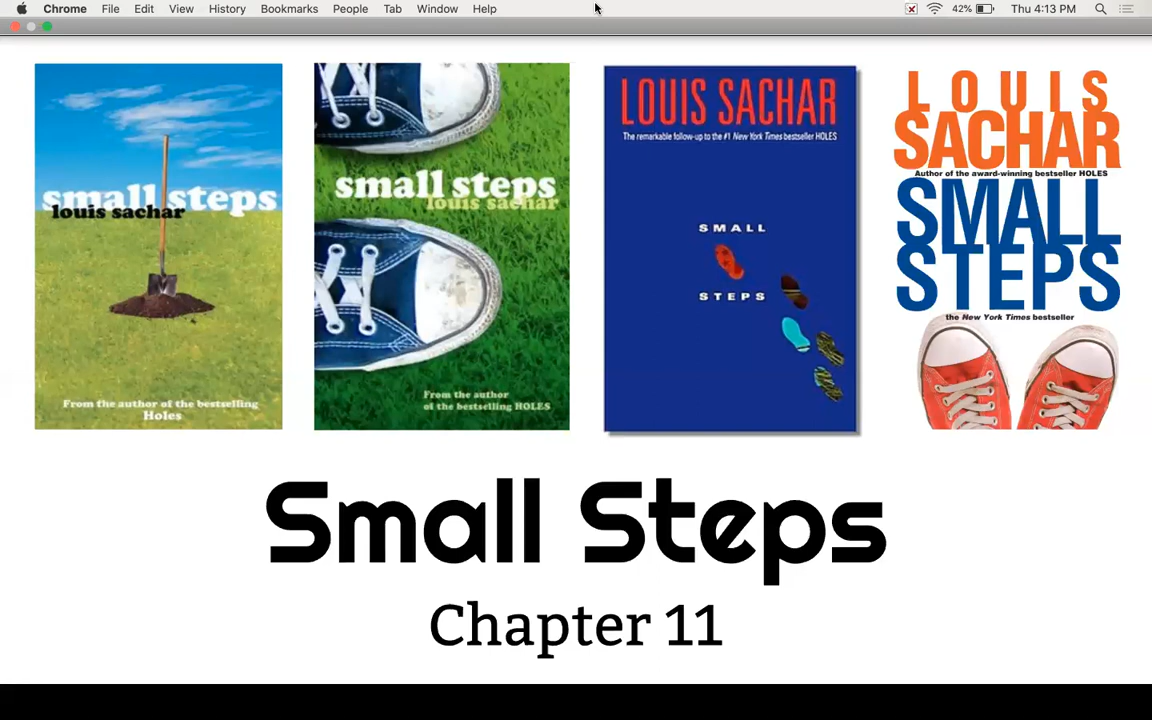 Chrome File Edit View History Bookmarks People Tab Window Help 42% Thu 4:13 PM
small steps
louis sachar
From the author of the bestselling
Holes
small steps
louis sachar
From the author
of the bestselling HOLES
LOUIS SACHAR
The remarkable follow-up to the #1 New York Times bestseller HOLES
SMALL
STEPS
LOUIS
SACHAR
Author of the award-winning bestseller HOLES
SMALL
STEPS
the New York Times bestseller
Small Steps
Chapter 11